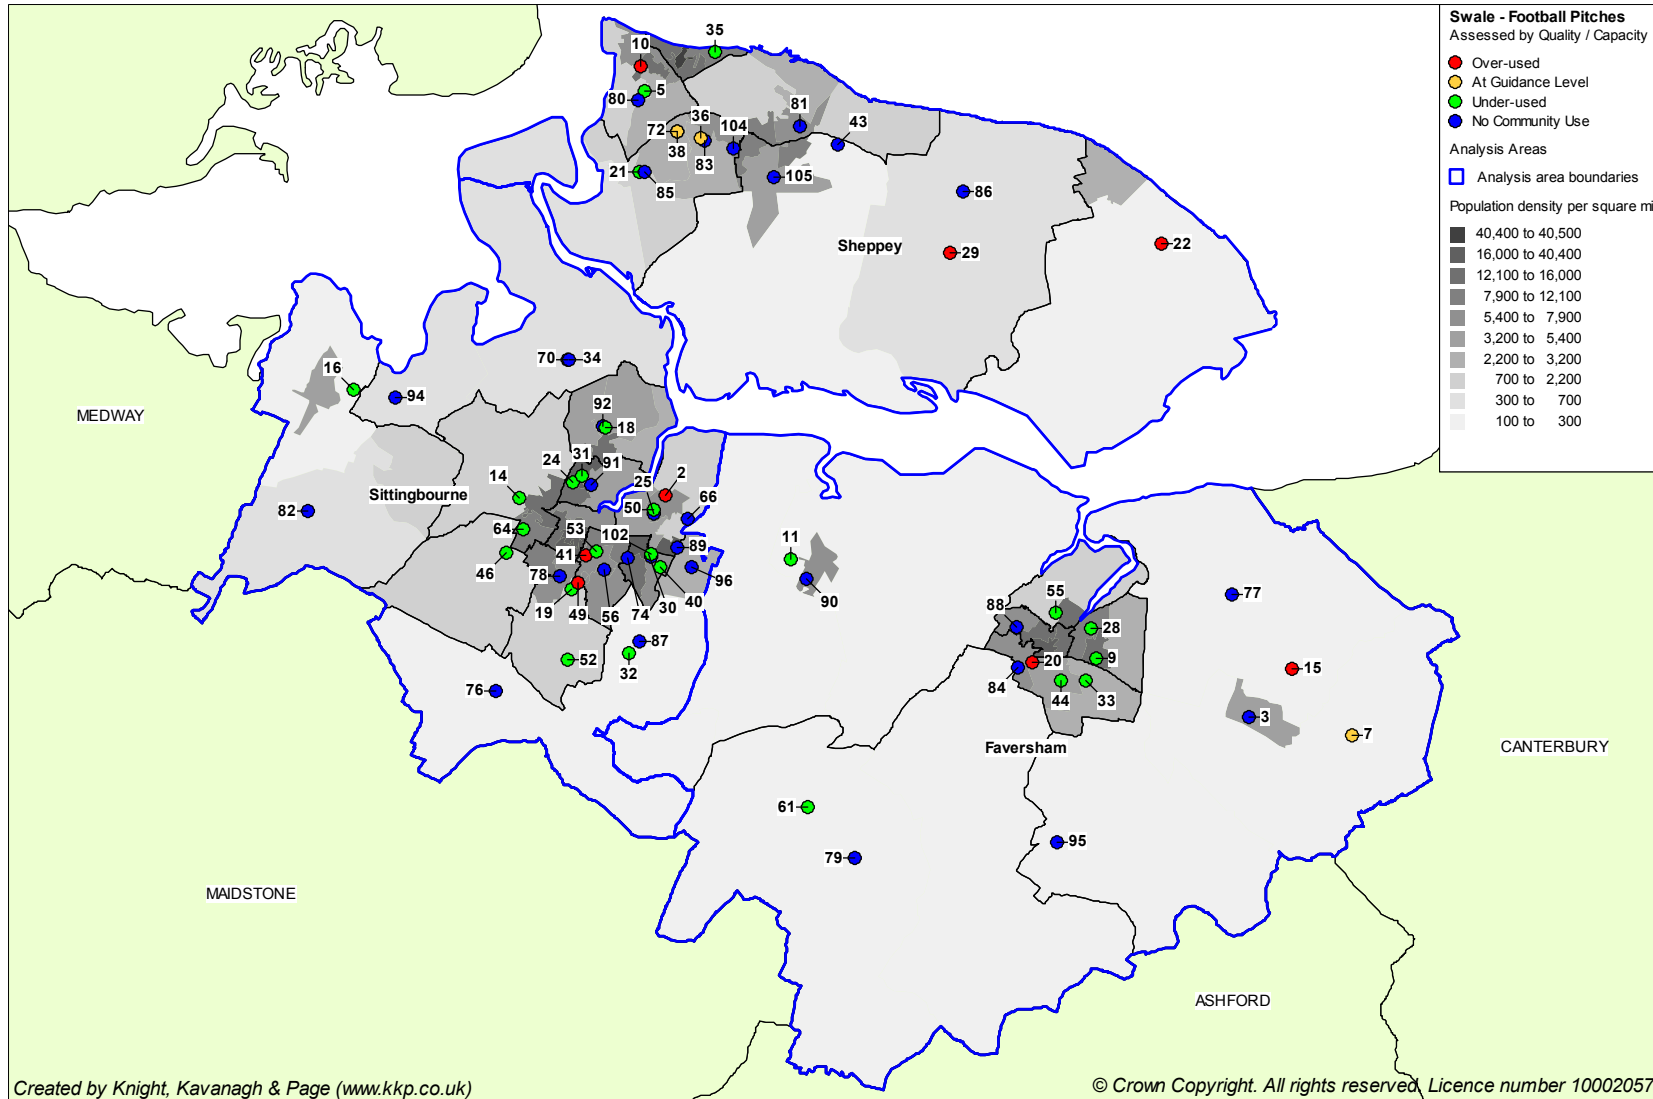 Swale - Football Pitches
Assessed by Quality / Capacity
Over-used
At Guidance Level
Under-used
No Community Use
Analysis Areas
Analysis area boundaries
Population density per square mi
40,400 to 40,500
16,000 to 40,400
12,100 to 16,000
7,900 to 12,100
5,400 to 7,900
3,200 to 5,400
2,200 to 3,200
700 to 2,200
300 to 700
100 to 300
35
10
5
80
81
36
104
43
72
38
83
21
85
105
86
Sheppey
29
22
70
34
16
94
MEDWAY
92
18
31
24
91
2
25
14
Sittingbourne
66
50
82
64
53
102
11
89
41
46
78
96
55
77
88
90
28
19
49
56
74
30
40
87
20
9
15
52
32
84
76
44
33
3
7
Faversham
CANTERBURY
61
95
79
MAIDSTONE
ASHFORD
Created by Knight, Kavanagh & Page (www.kkp.co.uk)
© Crown Copyright. All rights reserved. Licence number 10002057